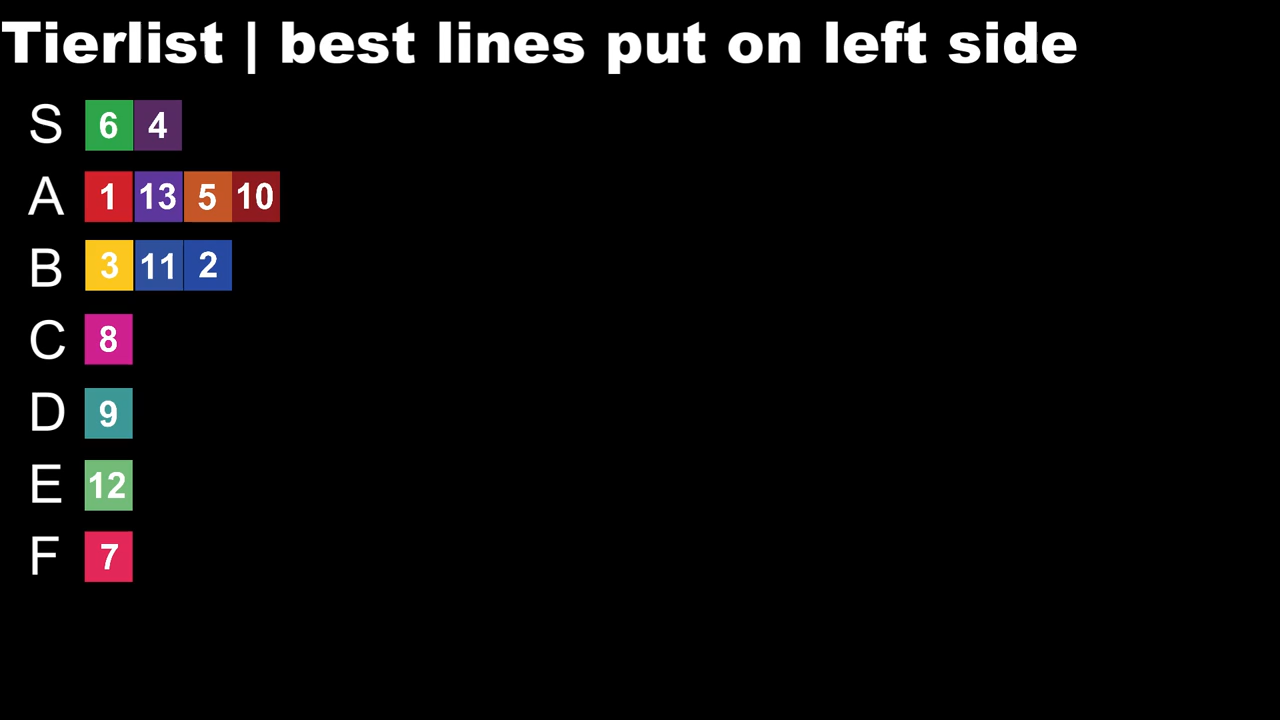 Tierlist | best lines put on left side
S 6 4
A 1 13 5 10
B 3 11 2
C 8
D 9
E 12
F 7